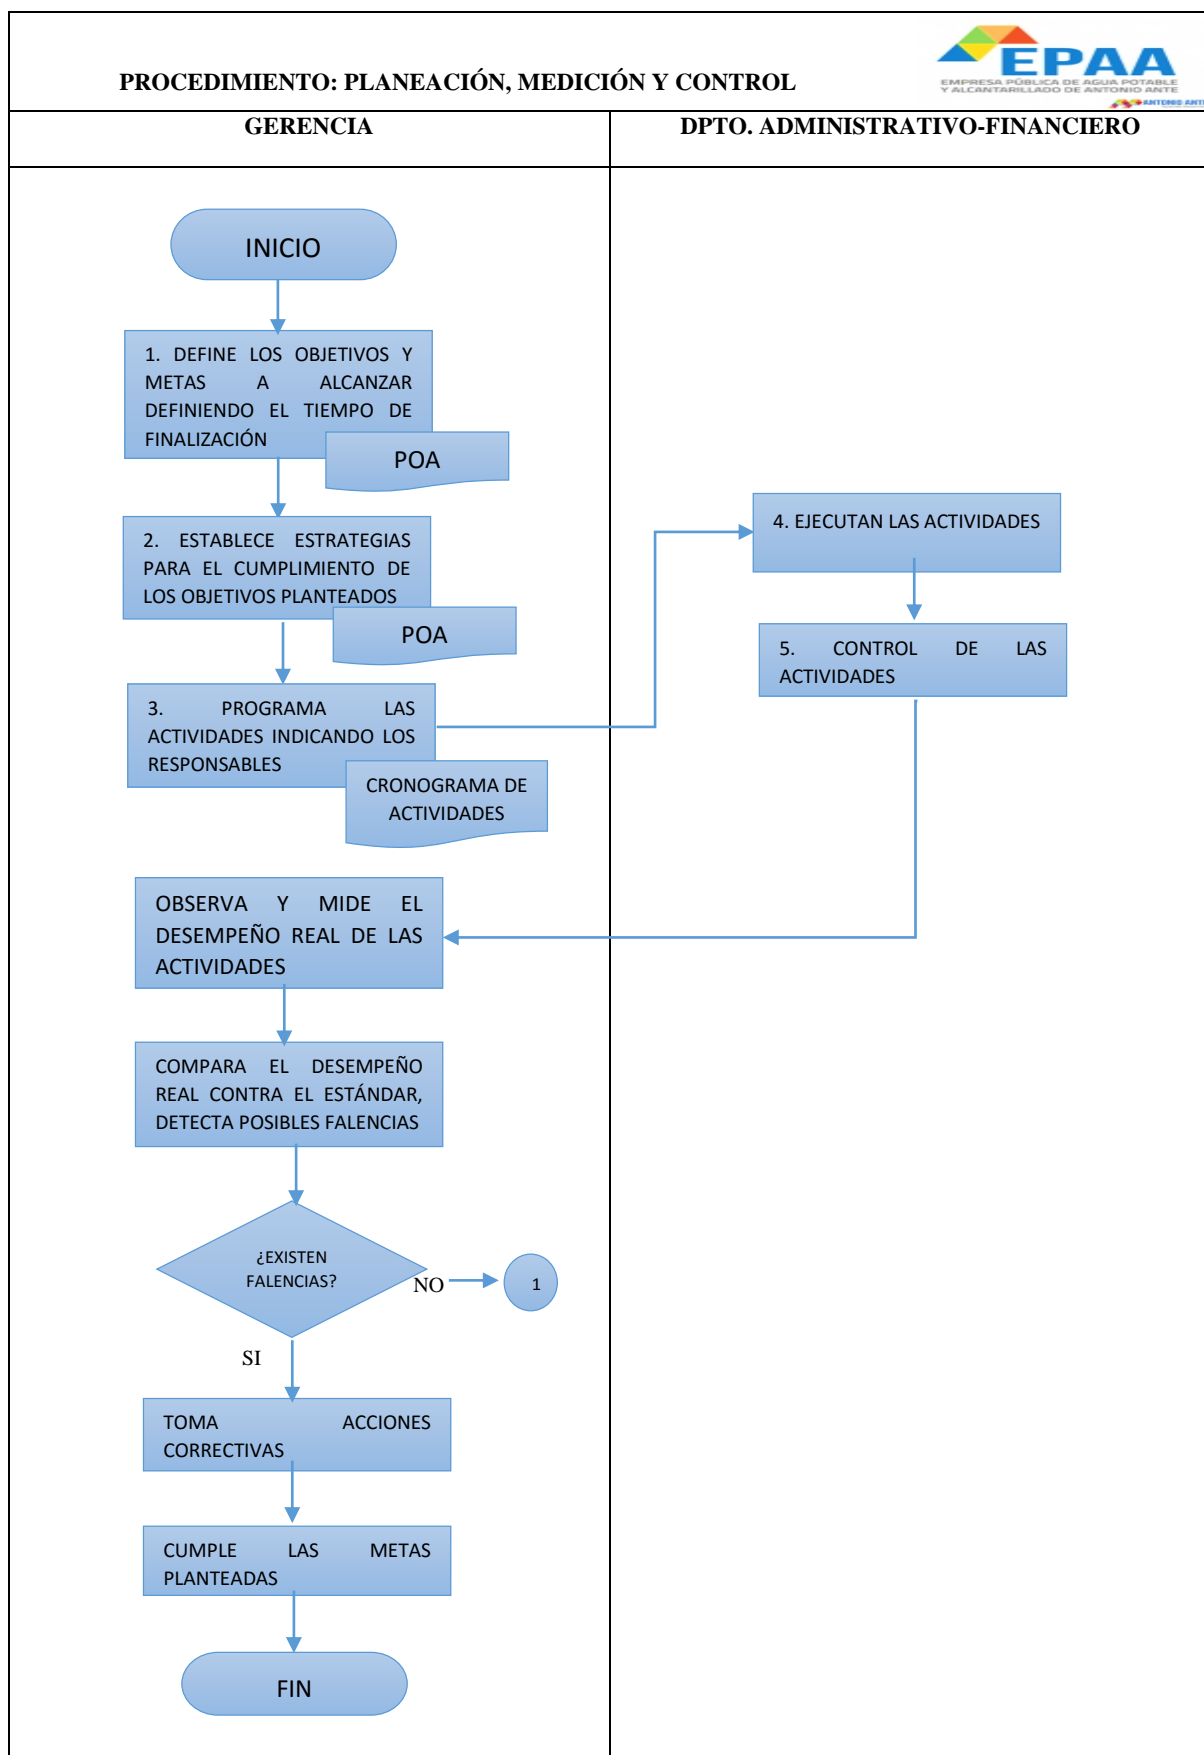 EPAA
EMPRESA PÚBLICA DE AGUA POTABLE
Y ALCANTARILLADO DE ANTONIO ANTE
ANTONIO ANTE
PROCEDIMIENTO: PLANEACIÓN, MEDICIÓN Y CONTROL
GERENCIA
DPTO. ADMINISTRATIVO-FINANCIERO
INICIO
1. DEFINE LOS OBJETIVOS Y
METAS A ALCANZAR
DEFINIENDO EL TIEMPO DE
FINALIZACIÓN
POA
2. ESTABLECE ESTRATEGIAS
PARA EL CUMPLIMIENTO DE
LOS OBJETIVOS PLANTEADOS
POA
3. PROGRAMA LAS
ACTIVIDADES INDICANDO LOS
RESPONSABLES
CRONOGRAMA DE
ACTIVIDADES
4. EJECUTAN LAS ACTIVIDADES
5. CONTROL DE LAS
ACTIVIDADES
OBSERVA Y MIDE EL
DESEMPEÑO REAL DE LAS
ACTIVIDADES
COMPARA EL DESEMPEÑO
REAL CONTRA EL ESTÁNDAR,
DETECTA POSIBLES FALENCIAS
¿EXISTEN
FALENCIAS?
NO
1
SI
TOMA ACCIONES
CORRECTIVAS
CUMPLE LAS METAS
PLANTEADAS
FIN